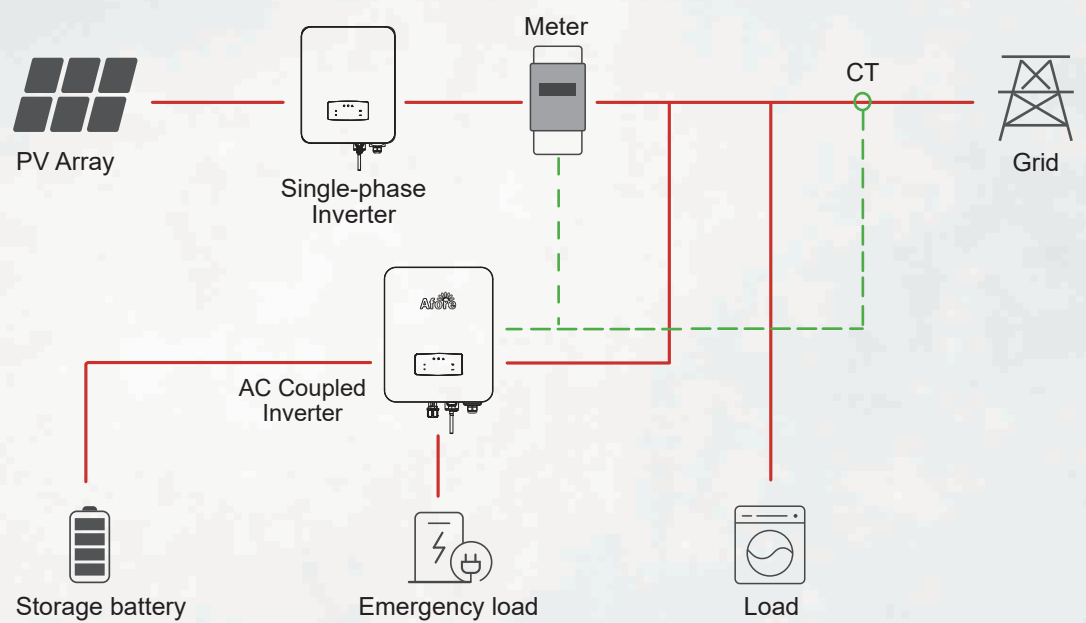 Meter
CT
PV Array
Grid
Single-phase
Inverter
Afore
AC Coupled
Inverter
Storage battery
Emergency load
Load